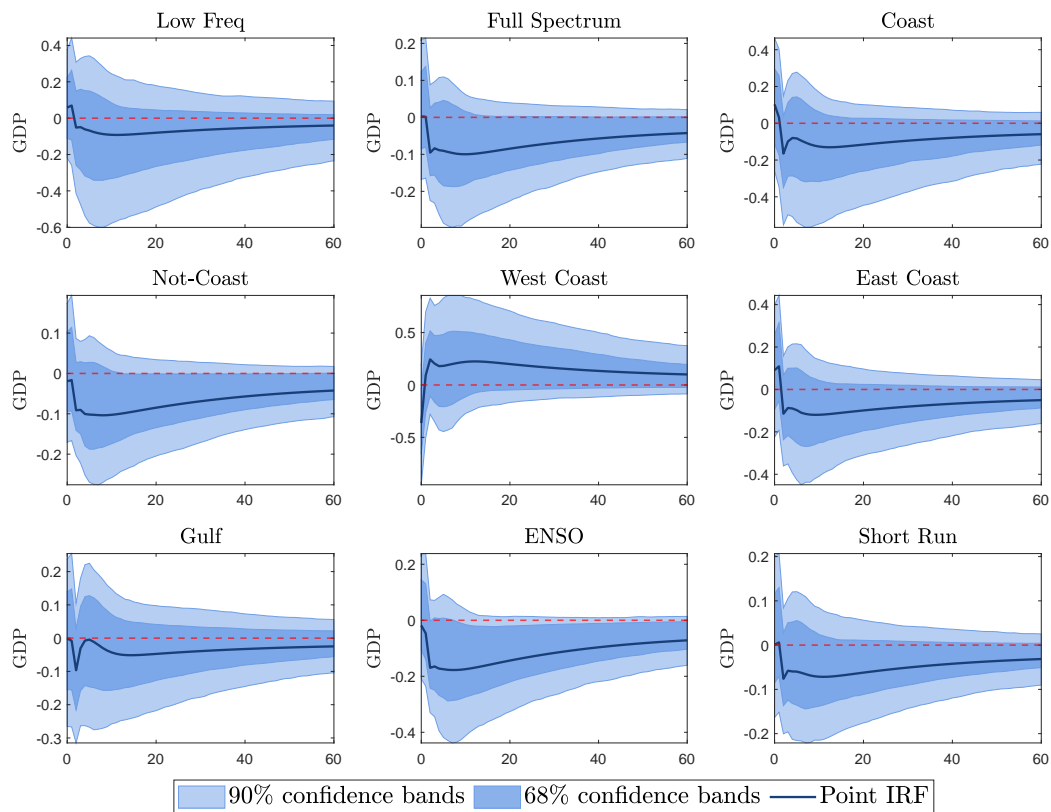 Low Freq
GDP
0.4
0.2
0
-0.2
-0.4
-0.6
0 20 40 60
Full Spectrum
GDP
0.2
0.1
0
-0.1
-0.2
0 20 40 60
Coast
GDP
0.4
0.2
0
-0.2
-0.4
0 20 40 60
Not-Coast
GDP
0.1
0
-0.1
-0.2
0 20 40 60
West Coast
GDP
0.5
0
-0.5
0 20 40 60
East Coast
GDP
0.4
0.2
0
-0.2
-0.4
0 20 40 60
Gulf
GDP
0.2
0.1
0
-0.1
-0.2
-0.3
0 20 40 60
ENSO
GDP
0.2
0
-0.2
-0.4
0 20 40 60
Short Run
GDP
0.2
0.1
0
-0.1
-0.2
0 20 40 60
90% confidence bands 68% confidence bands Point IRF